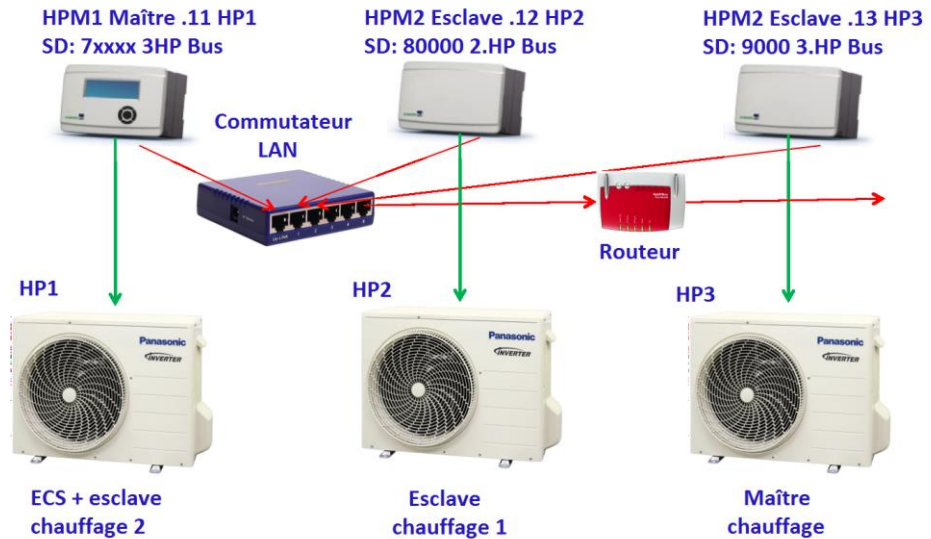 HPM1 Maître .11 HP1
SD: 7xxxx 3HP Bus
HPM2 Esclave .12 HP2
SD: 80000 2.HP Bus
HPM2 Esclave .13 HP3
SD: 9000 3.HP Bus
Commutateur
LAN
Routeur
HP1
HP2
HP3
Panasonic
INVERTER
Panasonic
INVERTER
Panasonic
INVERTER
ECS + esclave
chauffage 2
Esclave
chauffage 1
Maître
chauffage